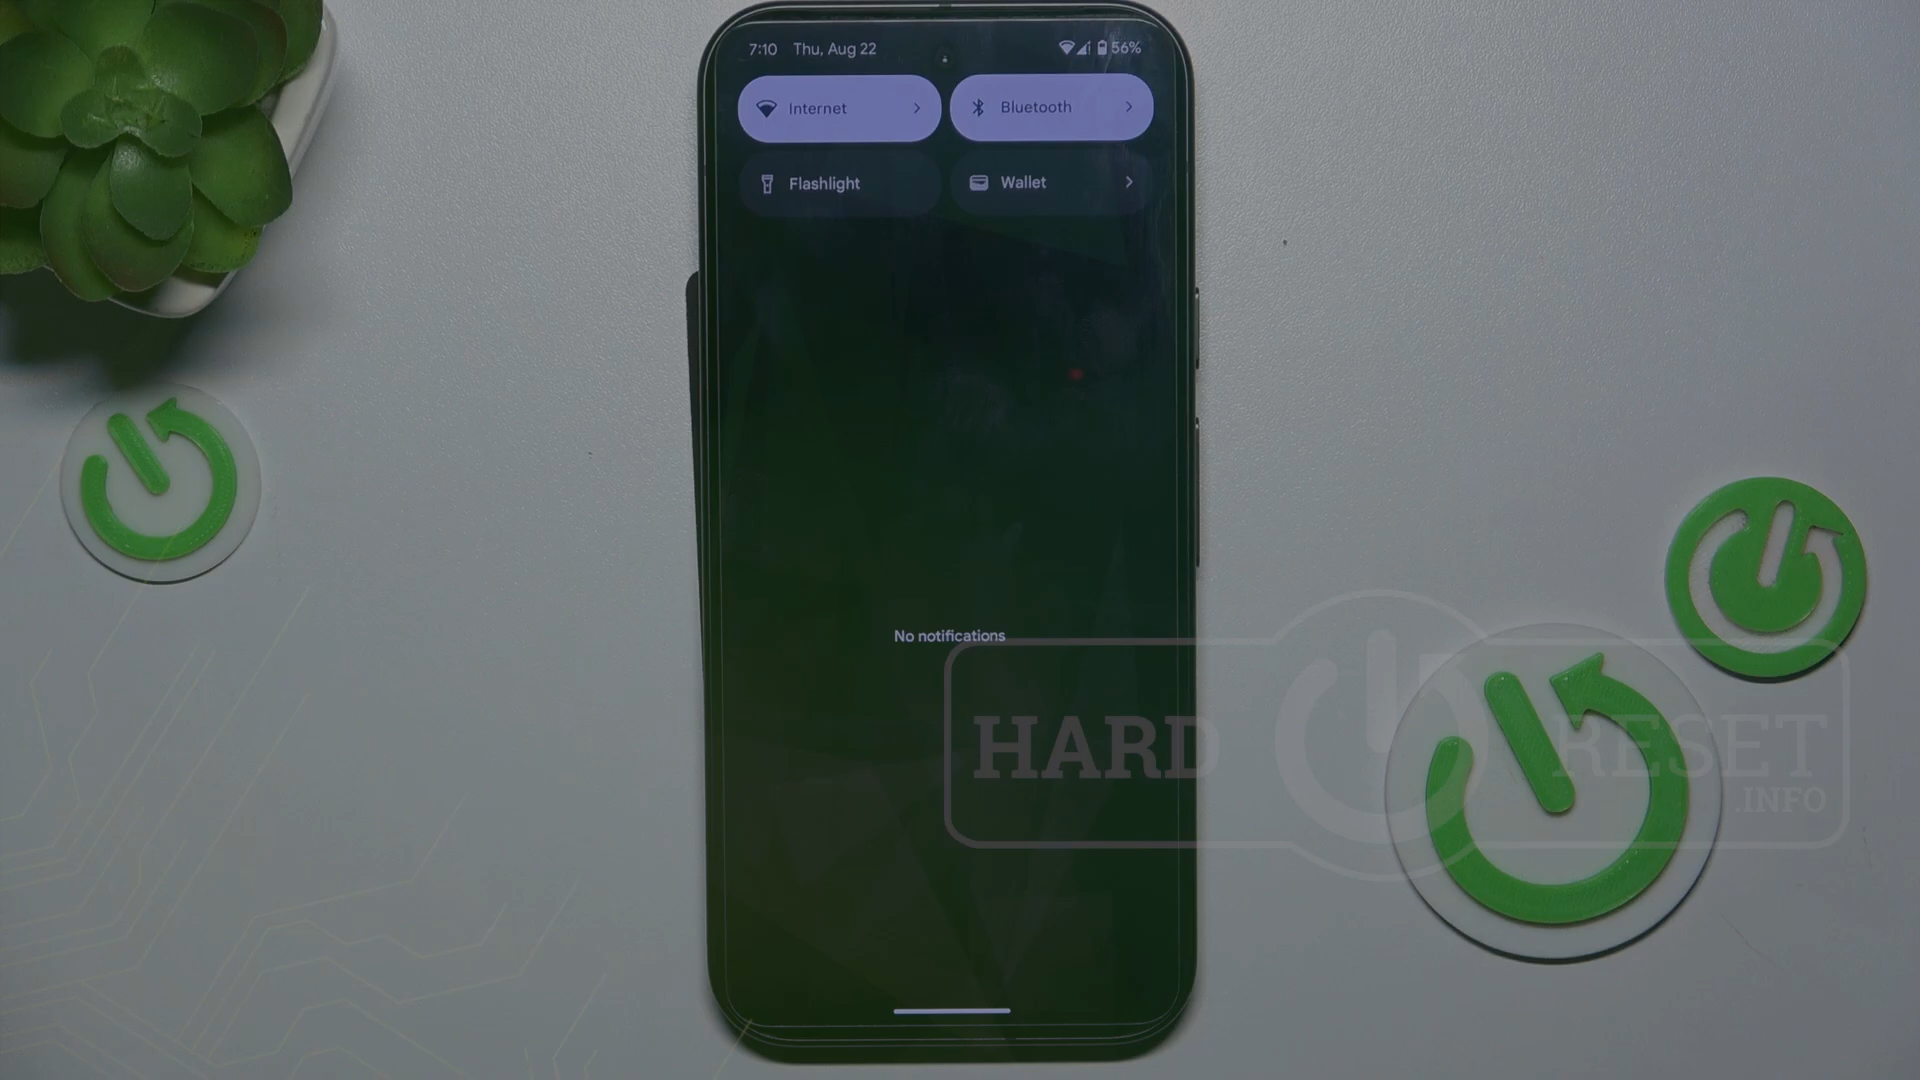 7:10 Thu, Aug 22 56%
Internet Bluetooth
Flashlight Wallet
No notifications
HARD RESET
.INFO